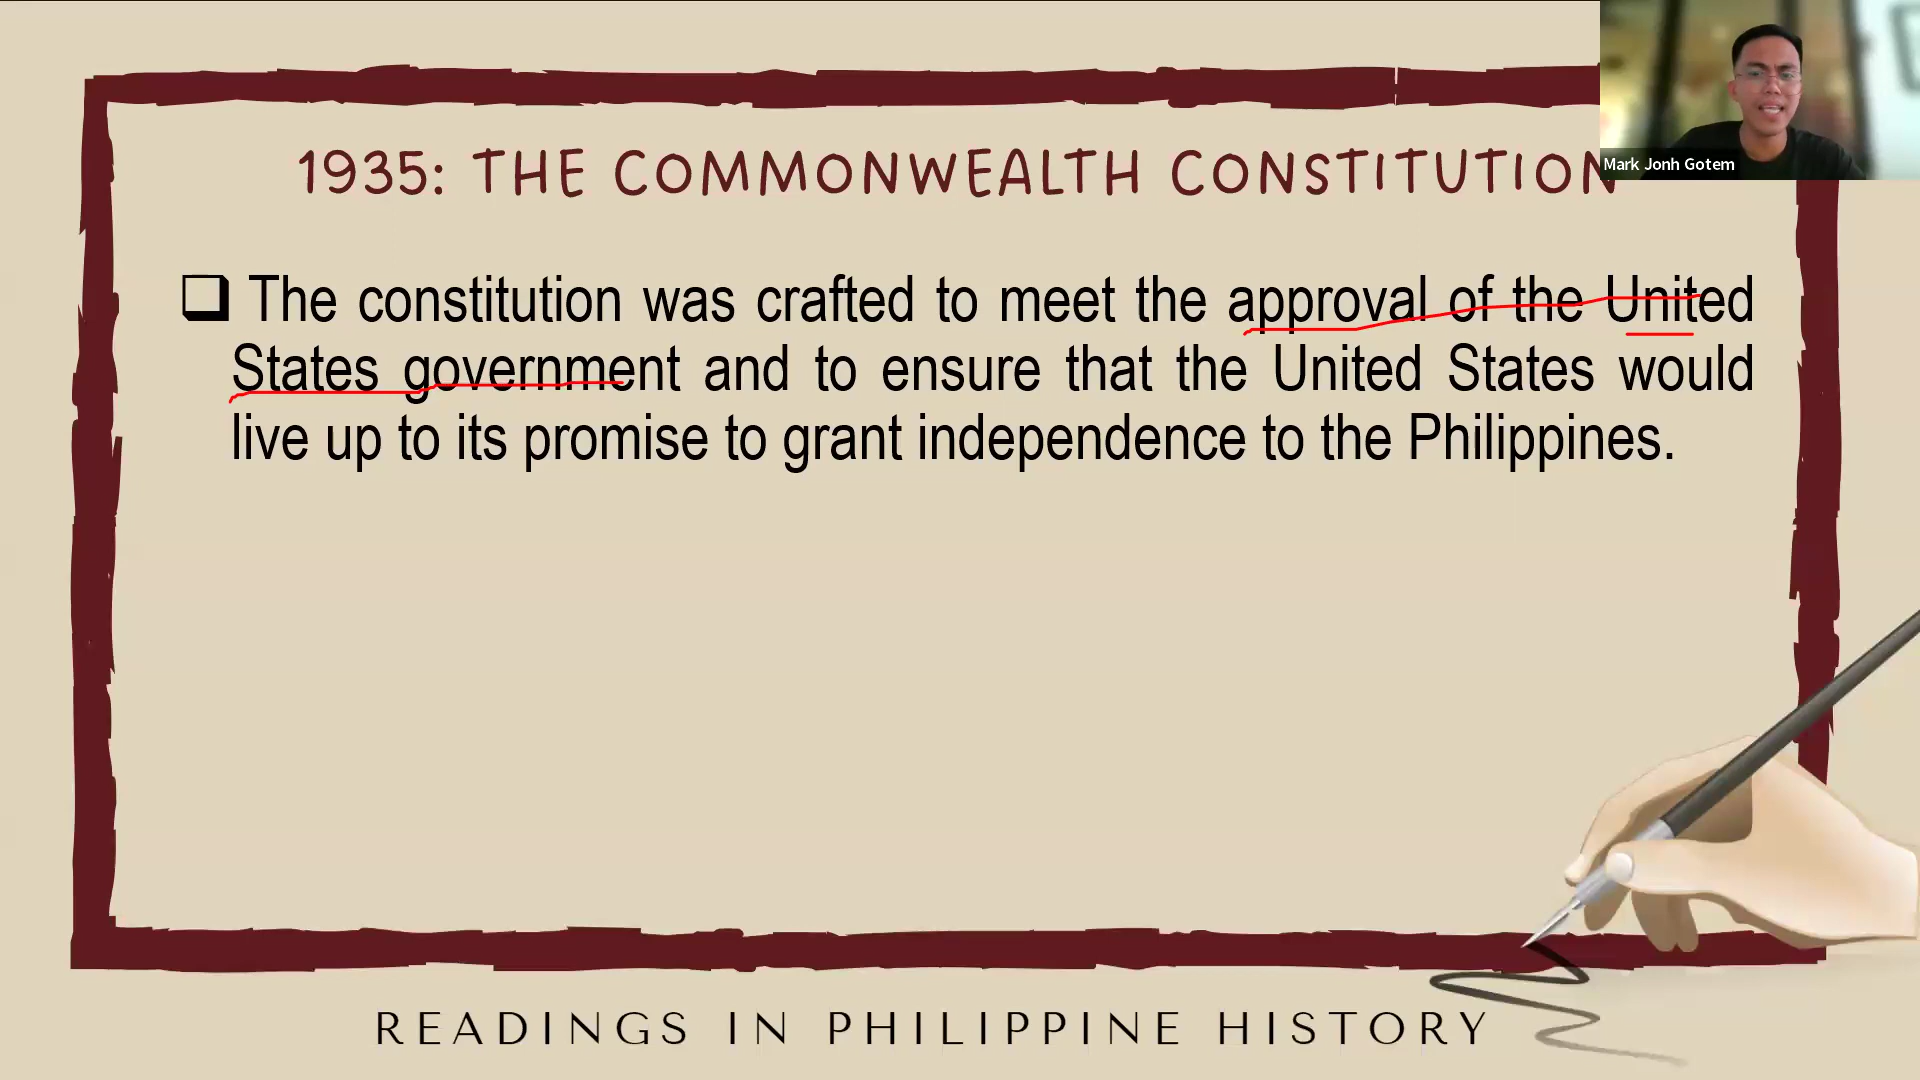 1935: THE COMMONWEALTH CONSTITUTION
Mark Jonh Gotem
❑ The constitution was crafted to meet the approval of the United
States government and to ensure that the United States would
live up to its promise to grant independence to the Philippines.
READINGS IN PHILIPPINE HISTORY